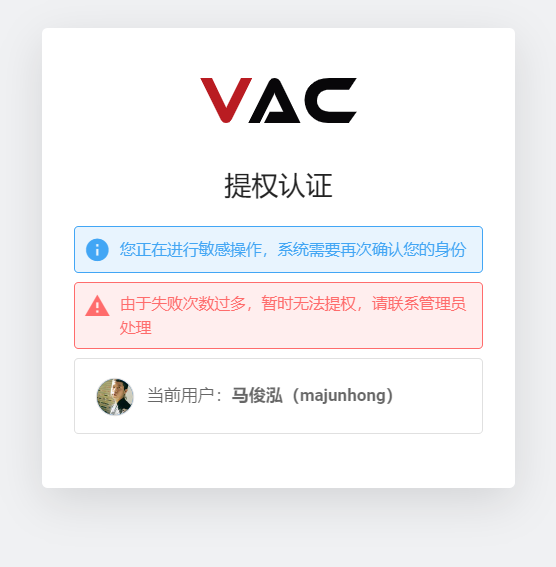 VAC
提权认证
您正在进行敏感操作，系统需要再次确认您的身份
由于失败次数过多，暂时无法提权，请联系管理员
处理
当前用户：马俊泓（majunhong）